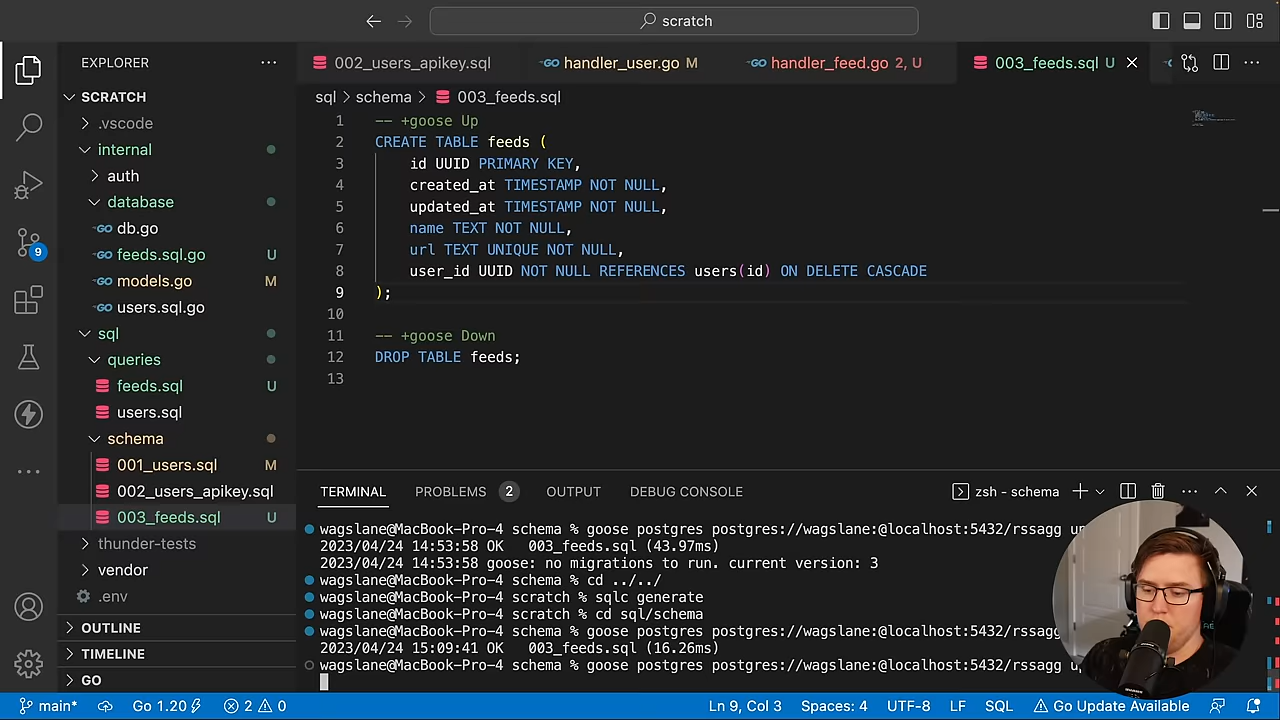 scratch
EXPLORER
SCRATCH
.vscode
internal
auth
database
db.go
feeds.sql.go U
models.go M
users.sql.go
sql
queries
feeds.sql U
users.sql
schema
001_users.sql M
002_users_apikey.sql
003_feeds.sql U
thunder-tests
vendor
.env
OUTLINE
TIMELINE
GO
9
002_users_apikey.sql
handler_user.go M
handler_feed.go 2, U
003_feeds.sql U
sql > schema > 003_feeds.sql
1 -- +goose Up
2 CREATE TABLE feeds (
3 id UUID PRIMARY KEY,
4 created_at TIMESTAMP NOT NULL,
5 updated_at TIMESTAMP NOT NULL,
6 name TEXT NOT NULL,
7 url TEXT UNIQUE NOT NULL,
8 user_id UUID NOT NULL REFERENCES users(id) ON DELETE CASCADE
9 );
10
11 -- +goose Down
12 DROP TABLE feeds;
13
TERMINAL PROBLEMS 2 OUTPUT DEBUG CONSOLE
zsh - schema
wagslane@MacBook-Pro-4 schema % goose postgres postgres://wagslane:@localhost:5432/rssagg up
2023/04/24 14:53:58 OK 003_feeds.sql (43.97ms)
2023/04/24 14:53:58 goose: no migrations to run. current version: 3
wagslane@MacBook-Pro-4 schema % cd ../../
wagslane@MacBook-Pro-4 scratch % sqlc generate
wagslane@MacBook-Pro-4 scratch % cd sql/schema
wagslane@MacBook-Pro-4 schema % goose postgres postgres://wagslane:@localhost:5432/rssagg
2023/04/24 15:09:41 OK 003_feeds.sql (16.26ms)
wagslane@MacBook-Pro-4 schema % goose postgres postgres://wagslane:@localhost:5432/rssagg
main* Go 1.20 2 0 Ln 9, Col 3 Spaces: 4 UTF-8 LF SQL Go Update Available